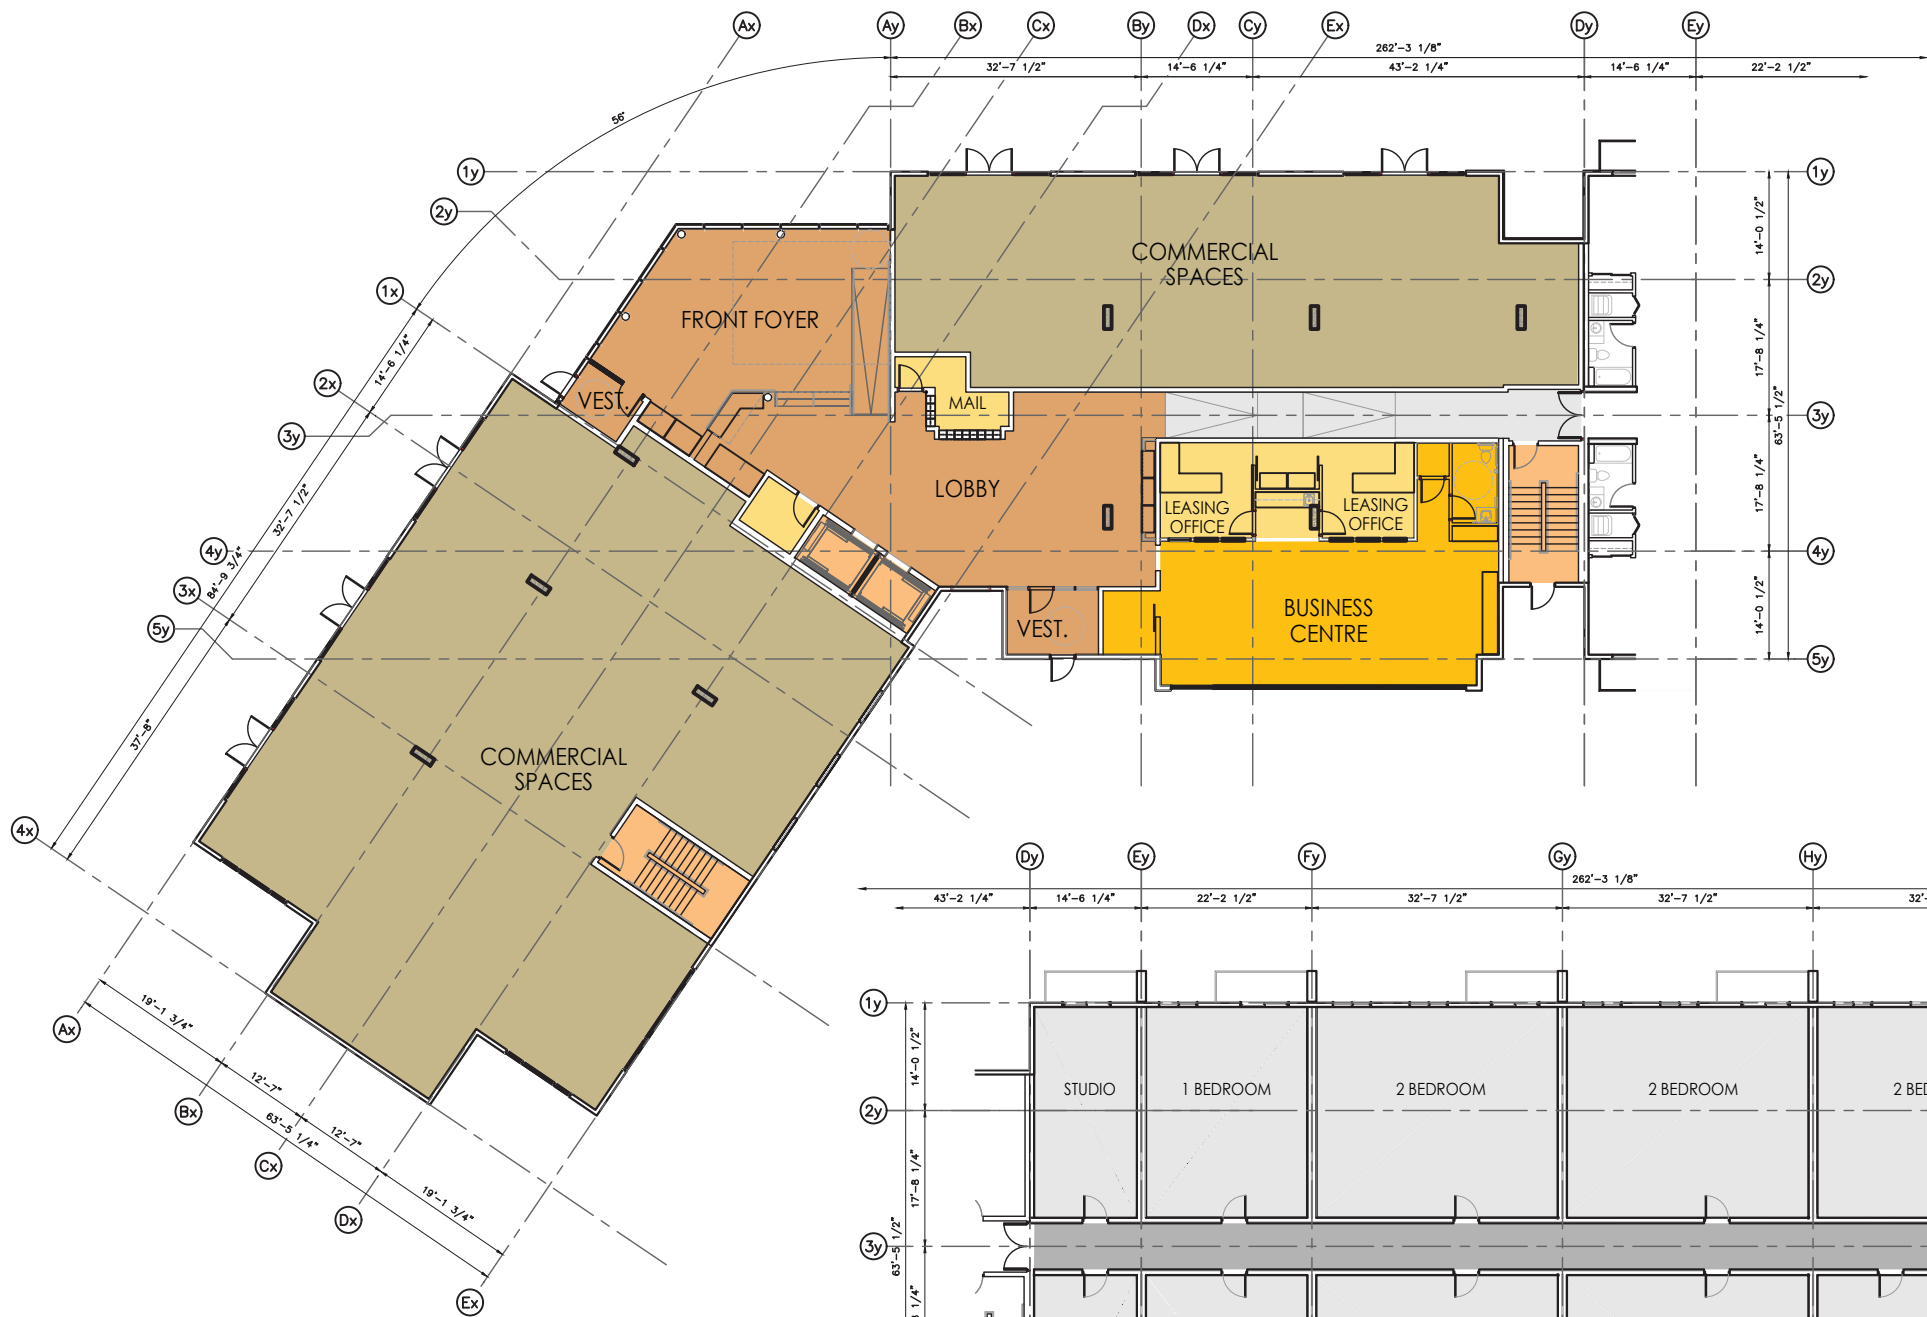 Ax
Ay
Bx
Cx
By
Dx
Cy
Ex
Dy
Ey
262'-3 1/8"
32'-7 1/2"
14'-6 1/4"
43'-2 1/4"
14'-6 1/4"
22'-2 1/2"
56°
1y
1y
2y
14'-0 1/2"
COMMERCIAL
SPACES
2y
1x
FRONT FOYER
14'-6 1/4"
17'-8 1/4"
2x
VEST.
MAIL
63'-5 1/2"
3y
3y
LOBBY
LEASING
OFFICE
LEASING
OFFICE
17'-8 1/4"
32'-7 1/2"
4y
4y
84'-9 3/4"
3x
BUSINESS
CENTRE
14'-0 1/2"
5y
VEST.
5y
37'-8"
COMMERCIAL
SPACES
4x
Dy
Ey
Fy
Gy
Hy
262'-3 1/8"
43'-2 1/4"
14'-6 1/4"
22'-2 1/2"
32'-7 1/2"
32'-7 1/2"
32'-
1y
19'-1 3/4"
Ax
14'-0 1/2"
12'-7"
STUDIO
1 BEDROOM
2 BEDROOM
2 BEDROOM
2 BED
Bx
63'-5 1/4"
2y
12'-7"
Cx
17'-8 1/4"
19'-1 3/4"
Dx
3y
63'-5 1/2"
Ex
1/4"